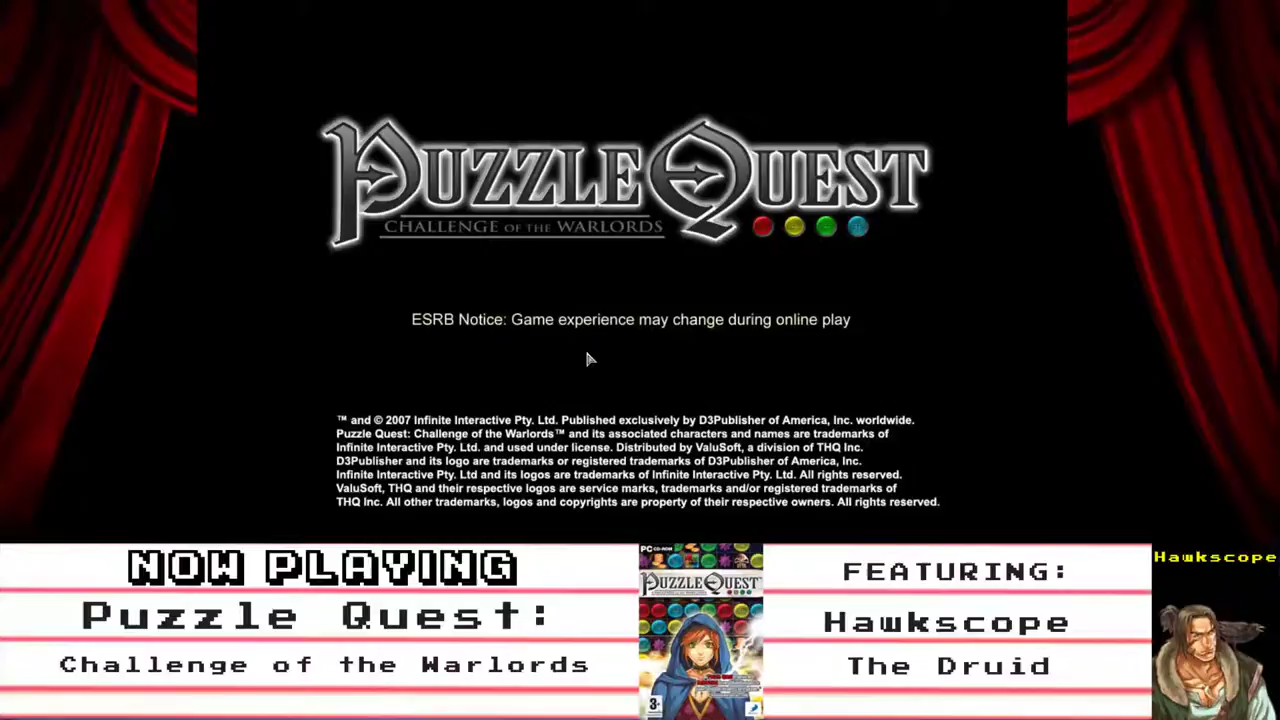 PUZZLE QUEST
CHALLENGE OF THE WARLORDS
ESRB Notice: Game experience may change during online play
™ and © 2007 Infinite Interactive Pty. Ltd. Published exclusively by D3Publisher of America, Inc. worldwide.
Puzzle Quest: Challenge of the Warlords™ and its associated characters and names are trademarks of
Infinite Interactive Pty. Ltd. and used under license. Distributed by ValuSoft, a division of THQ Inc.
D3Publisher and its logo are trademarks or registered trademarks of D3Publisher of America, Inc.
Infinite Interactive Pty. Ltd and its logos are trademarks of Infinite Interactive Pty. Ltd. All rights reserved.
ValuSoft, THQ and their respective logos are service marks, trademarks and/or registered trademarks of
THQ Inc. All other trademarks, logos and copyrights are property of their respective owners. All rights reserved.
NOW PLAYING
Puzzle Quest:
Challenge of the Warlords
PC CD-ROM
PUZZLE QUEST
3+
FEATURING:
Hawkscope
The Druid
Hawkscope